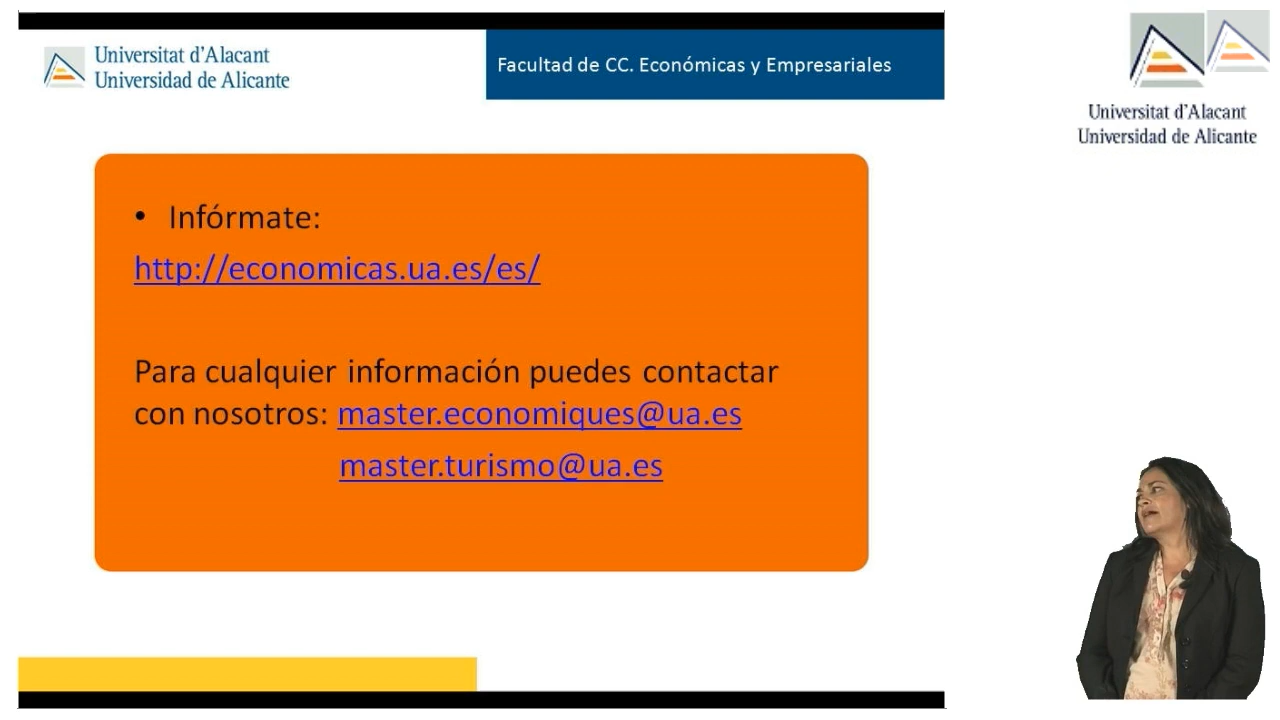 Universitat d'Alacant
Universidad de Alicante
Facultad de CC. Económicas y Empresariales
Universitat d'Alacant
Universidad de Alicante
• Infórmate:
http://economicas.ua.es/es/
Para cualquier información puedes contactar
con nosotros: master.economiques@ua.es
master.turismo@ua.es